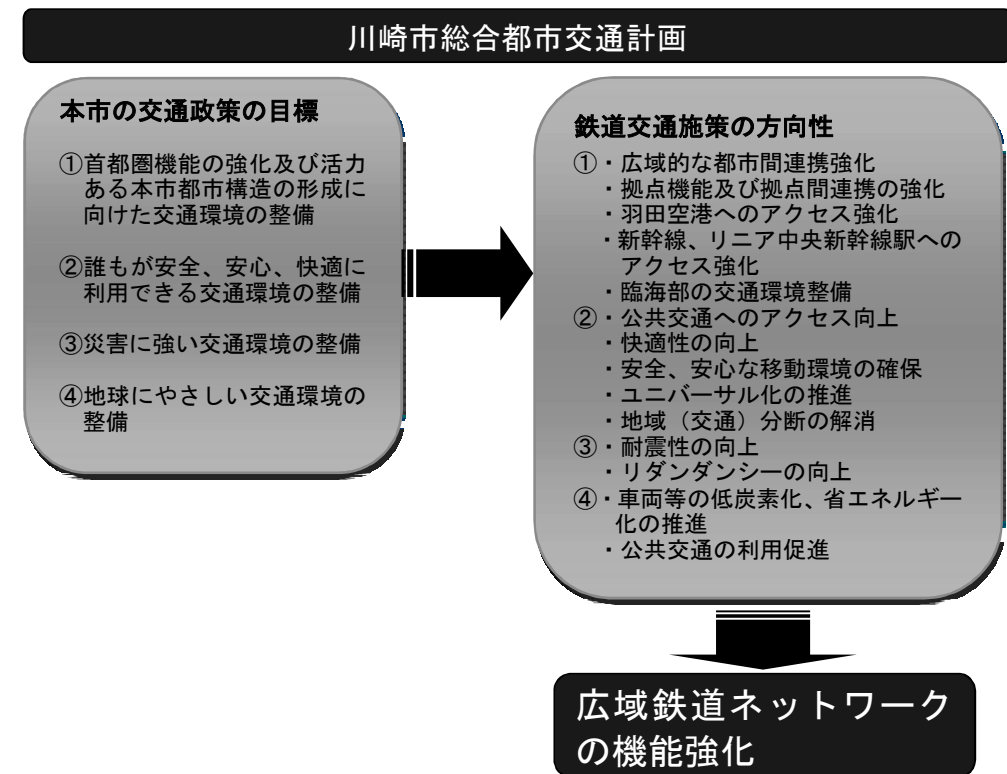 川崎市総合都市交通計画
本市の交通政策の目標
①首都圏機能の強化及び活力
ある本市都市構造の形成に
向けた交通環境の整備
②誰もが安全、安心、快適に
利用できる交通環境の整備
③災害に強い交通環境の整備
④地球にやさしい交通環境の
整備
鉄道交通施策の方向性
①・広域的な都市間連携強化
・拠点機能及び拠点間連携の強化
・羽田空港へのアクセス強化
・新幹線、リニア中央新幹線駅への
アクセス強化
・臨海部の交通環境整備
②・公共交通へのアクセス向上
・快適性の向上
・安全、安心な移動環境の確保
・ユニバーサル化の推進
・地域（交通）分断の解消
③・耐震性の向上
・リダンダンシーの向上
④・車両等の低炭素化、省エネルギー
化の推進
・公共交通の利用促進
広域鉄道ネットワーク
の機能強化